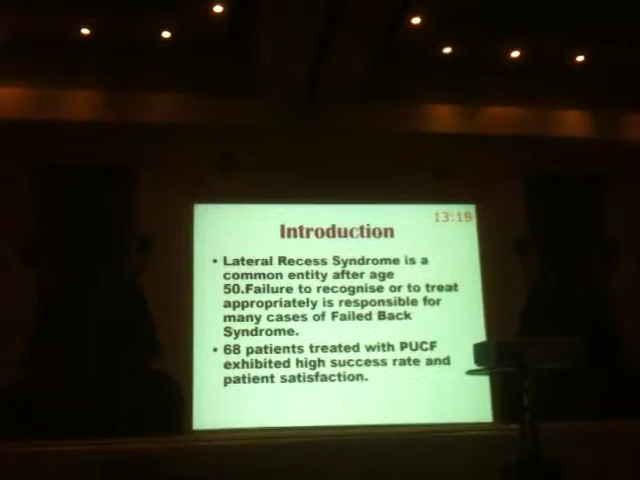 13:18
Introduction
• Lateral Recess Syndrome is a
common entity after age
50.Failure to recognise or to treat
appropriately is responsible for
many cases of Failed Back
Syndrome.
• 68 patients treated with PUCF
exhibited high success rate and
patient satisfaction.